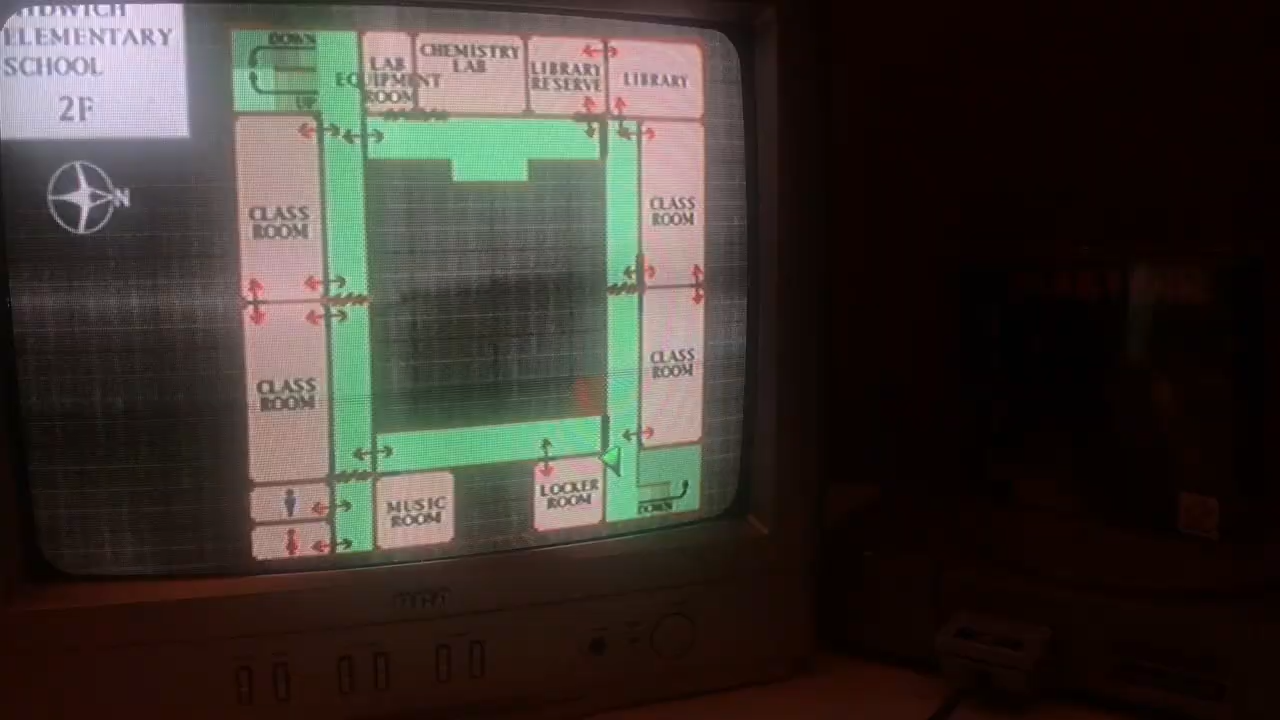 MIDWICH
ELEMENTARY
SCHOOL
2F
N
DOWN
UP
LAB
EQUIPMENT
ROOM
CHEMISTRY
LAB
LIBRARY
RESERVE
LIBRARY
CLASS
ROOM
CLASS
ROOM
CLASS
ROOM
CLASS
ROOM
MUSIC
ROOM
LOCKER
ROOM
DOWN